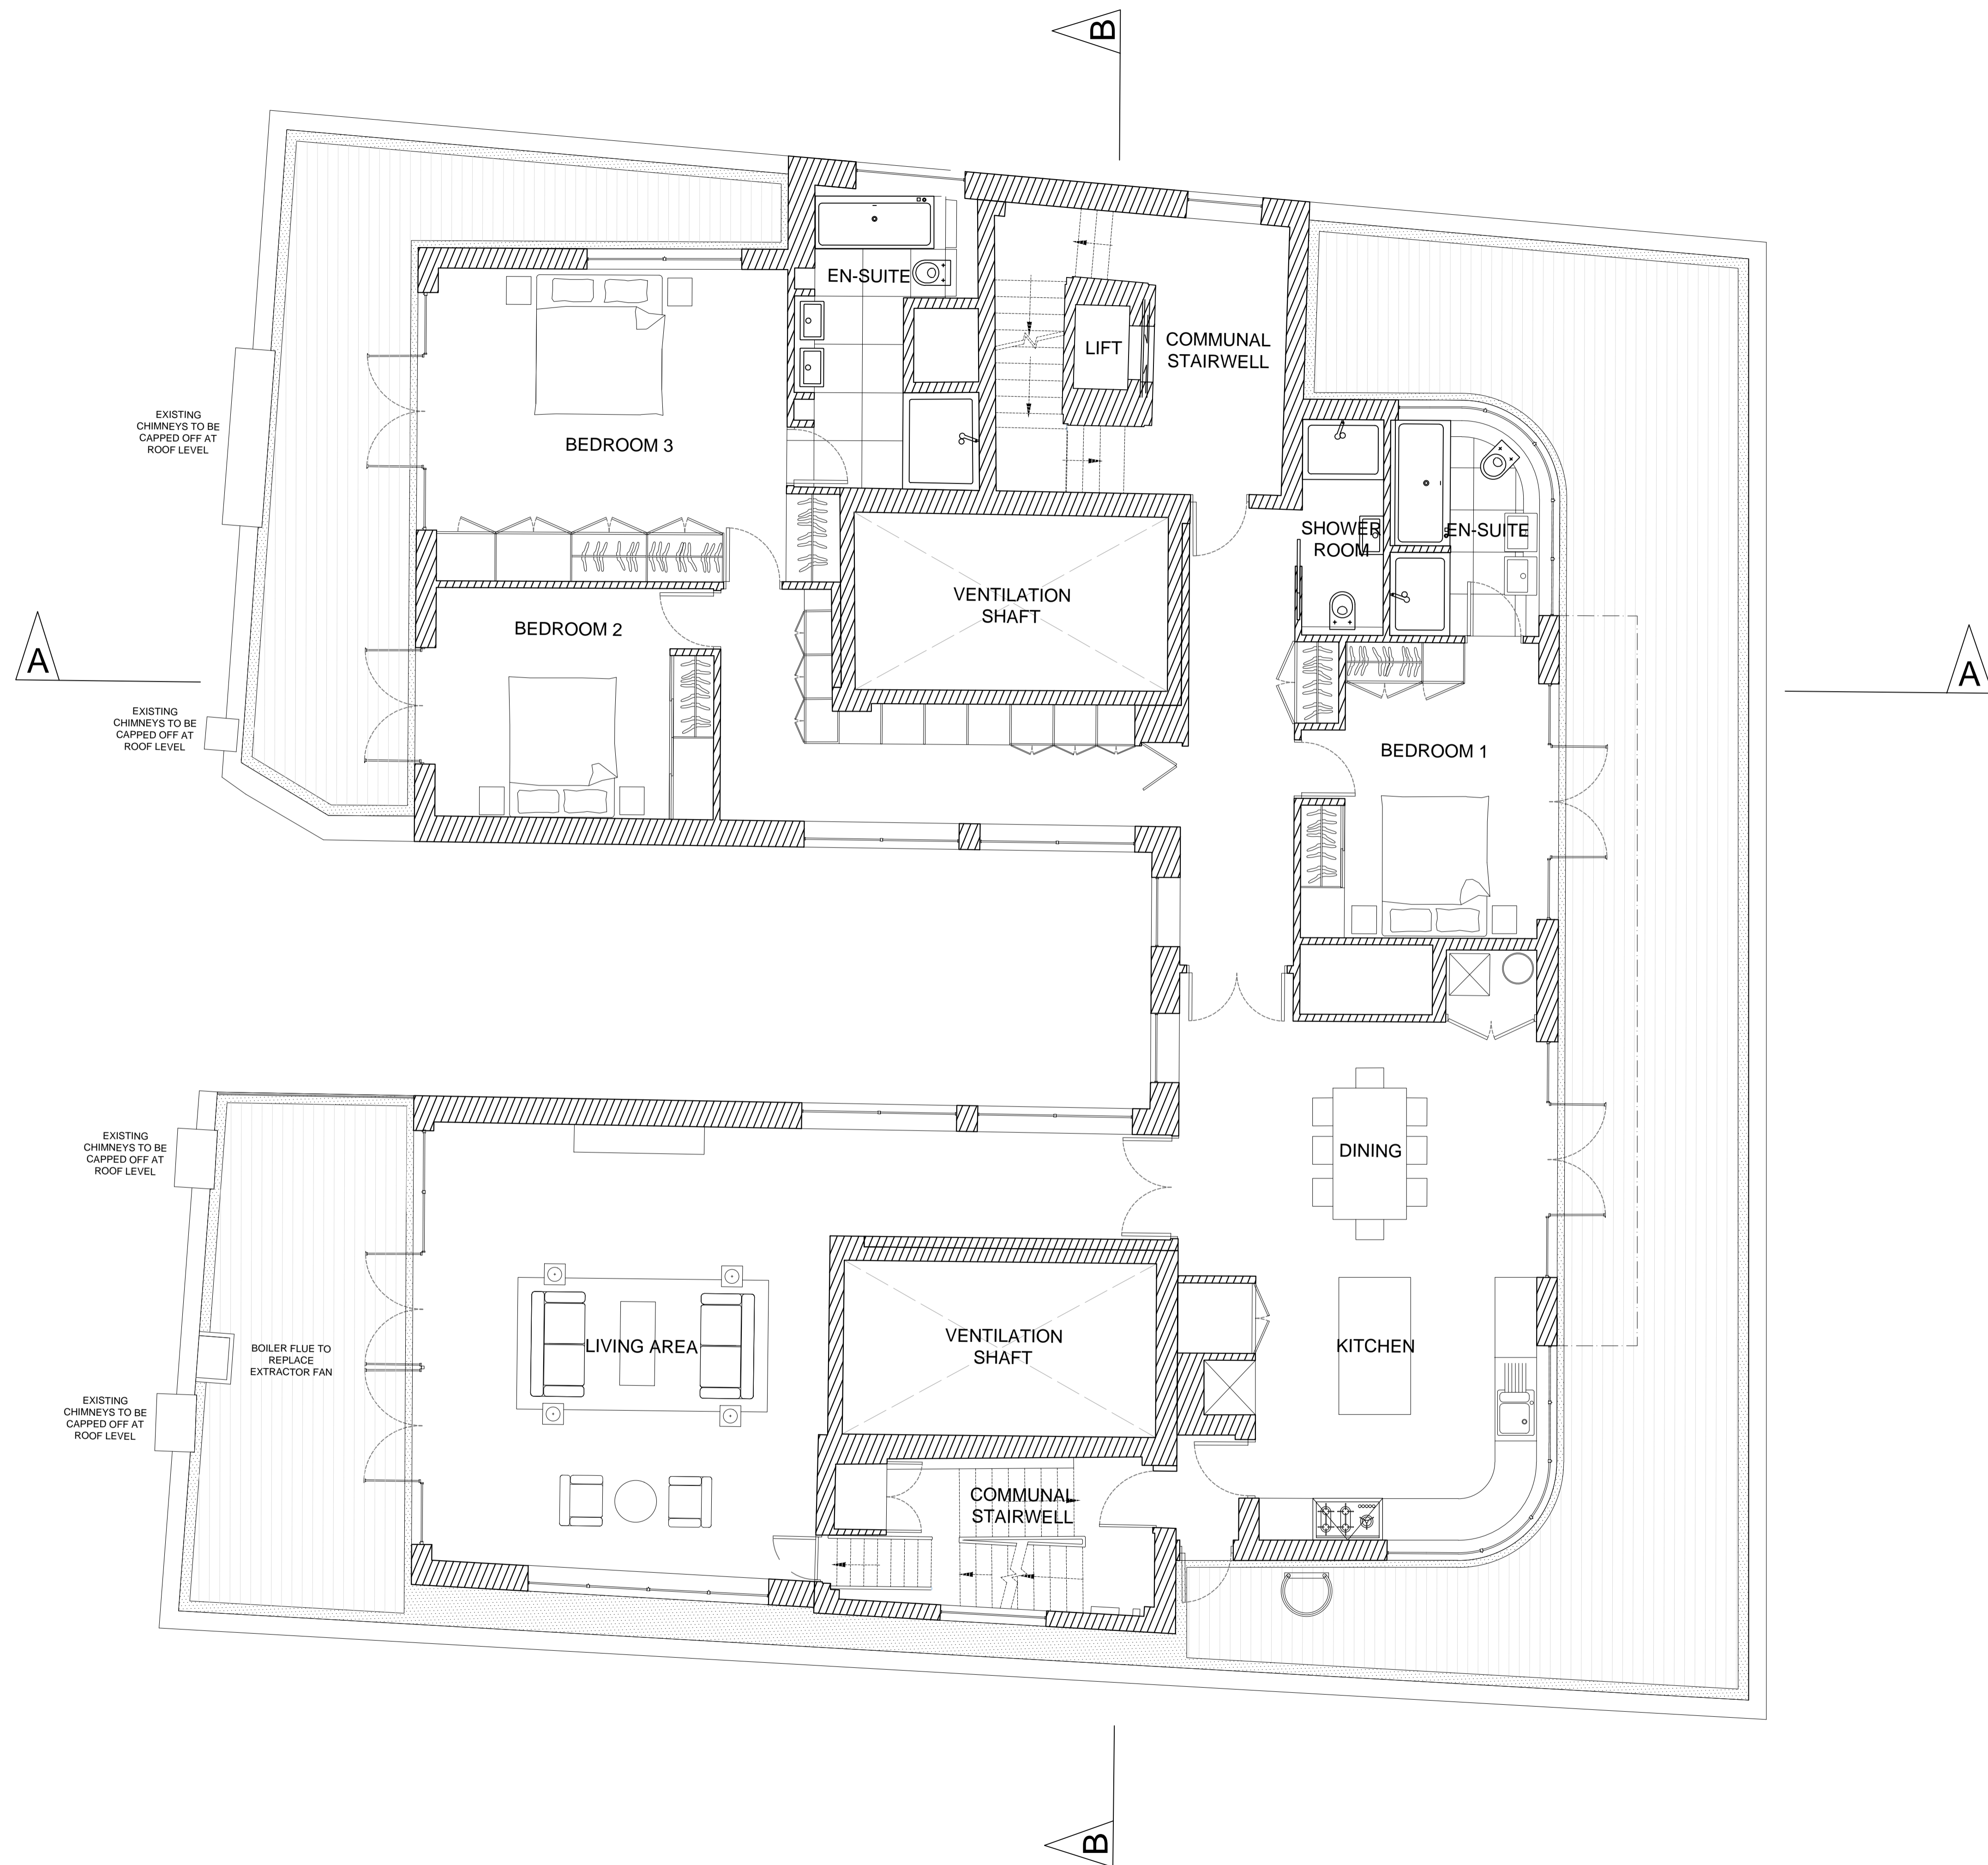 B
EN-SUITE
LIFT
COMMUNAL
STAIRWELL
EXISTING
CHIMNEYS TO BE
CAPPED OFF AT
ROOF LEVEL
BEDROOM 3
SHOWER
ROOM
EN-SUITE
VENTILATION
SHAFT
BEDROOM 2
A
A
EXISTING
CHIMNEYS TO BE
CAPPED OFF AT
ROOF LEVEL
BEDROOM 1
EXISTING
CHIMNEYS TO BE
CAPPED OFF AT
ROOF LEVEL
DINING
BOILER FLUE TO
REPLACE
EXTRACTOR FAN
LIVING AREA
VENTILATION
SHAFT
KITCHEN
EXISTING
CHIMNEYS TO BE
CAPPED OFF AT
ROOF LEVEL
COMMUNAL
STAIRWELL
B